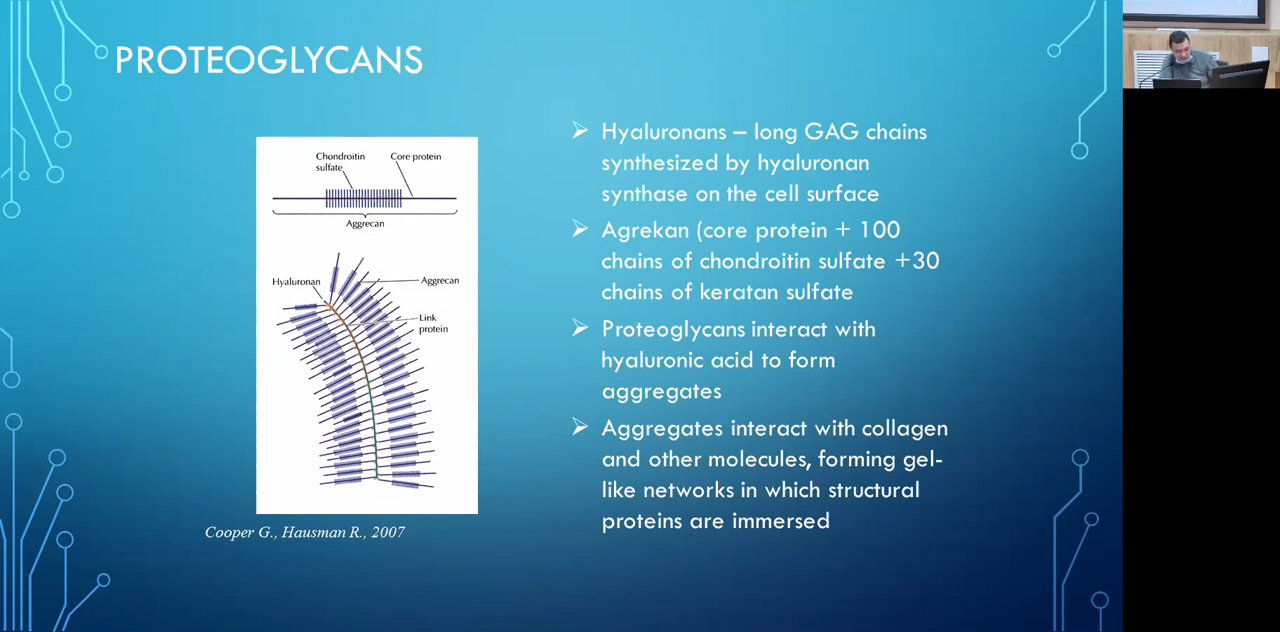 PROTEOGLYCANS
Chondroitin
sulfate
Core protein
Aggrecan
Hyaluronan
Aggrecan
Link
protein
Cooper G., Hausman R., 2007
Hyaluronans – long GAG chains
synthesized by hyaluronan
synthase on the cell surface
Agrekan (core protein + 100
chains of chondroitin sulfate +30
chains of keratan sulfate
Proteoglycans interact with
hyaluronic acid to form
aggregates
Aggregates interact with collagen
and other molecules, forming gel-
like networks in which structural
proteins are immersed